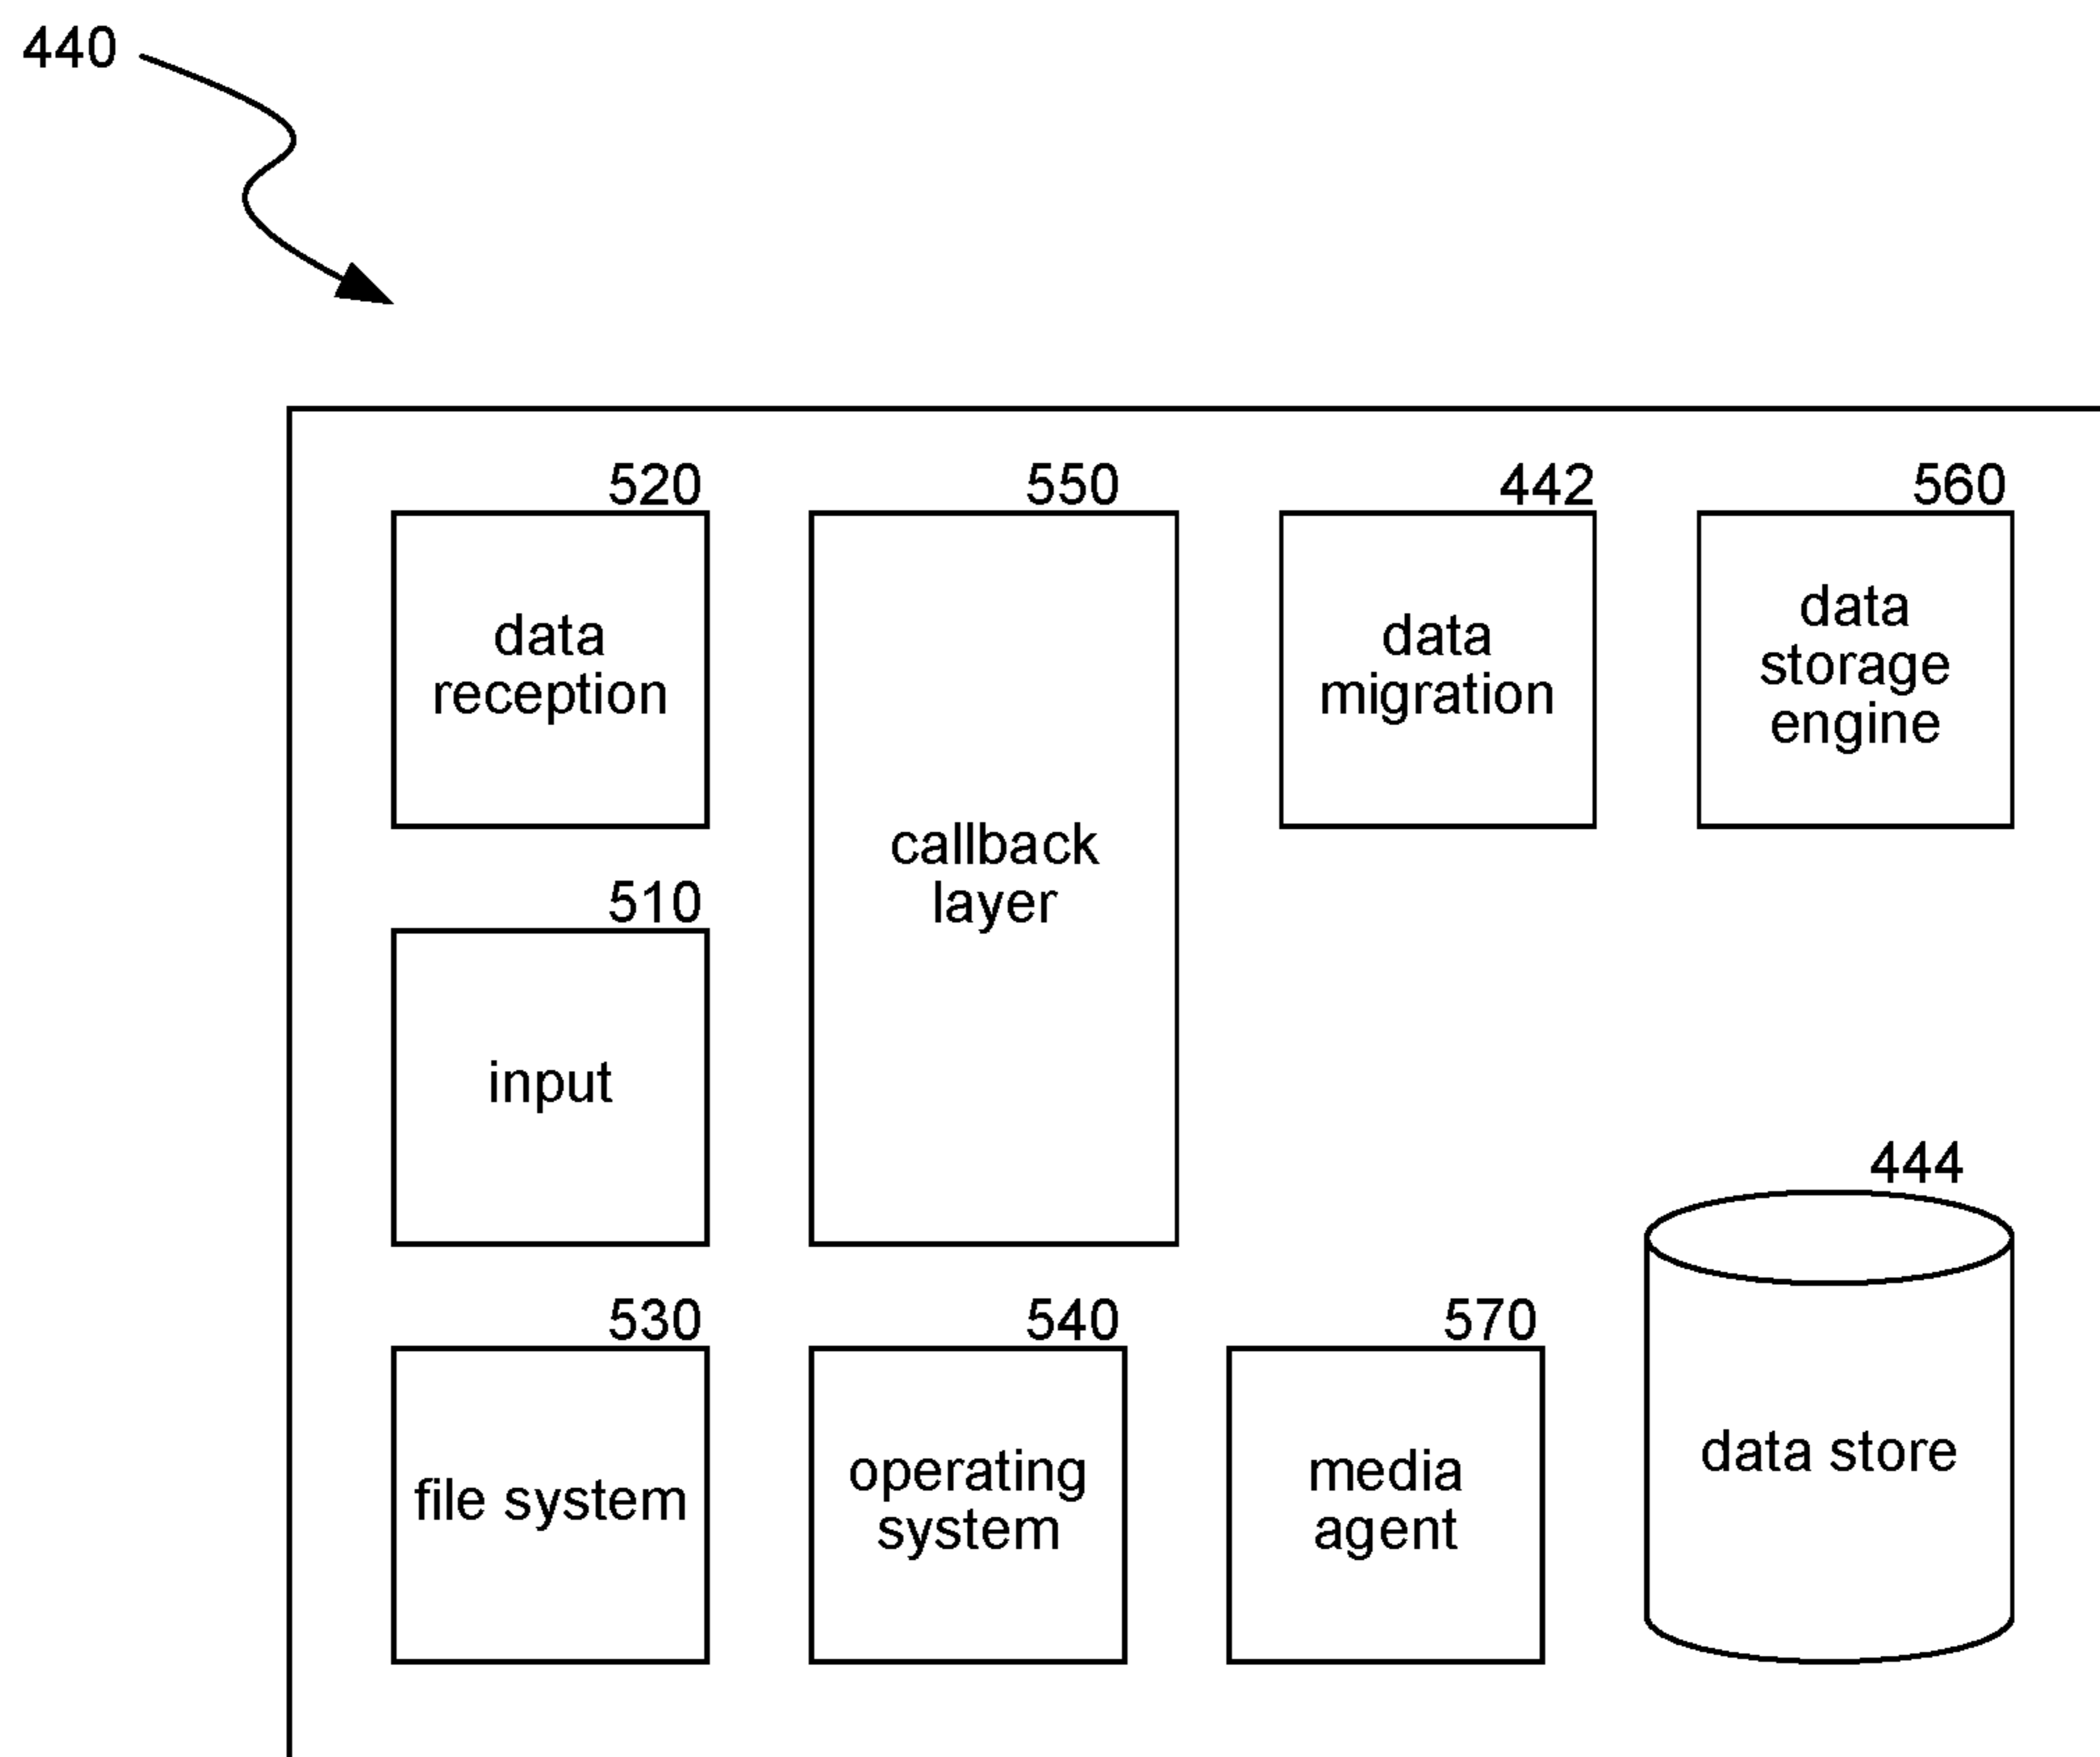 440
520
data
reception
550
callback
layer
442
data
migration
560
data
storage
engine
510
input
530
file system
540
operating
system
570
media
agent
444
data store